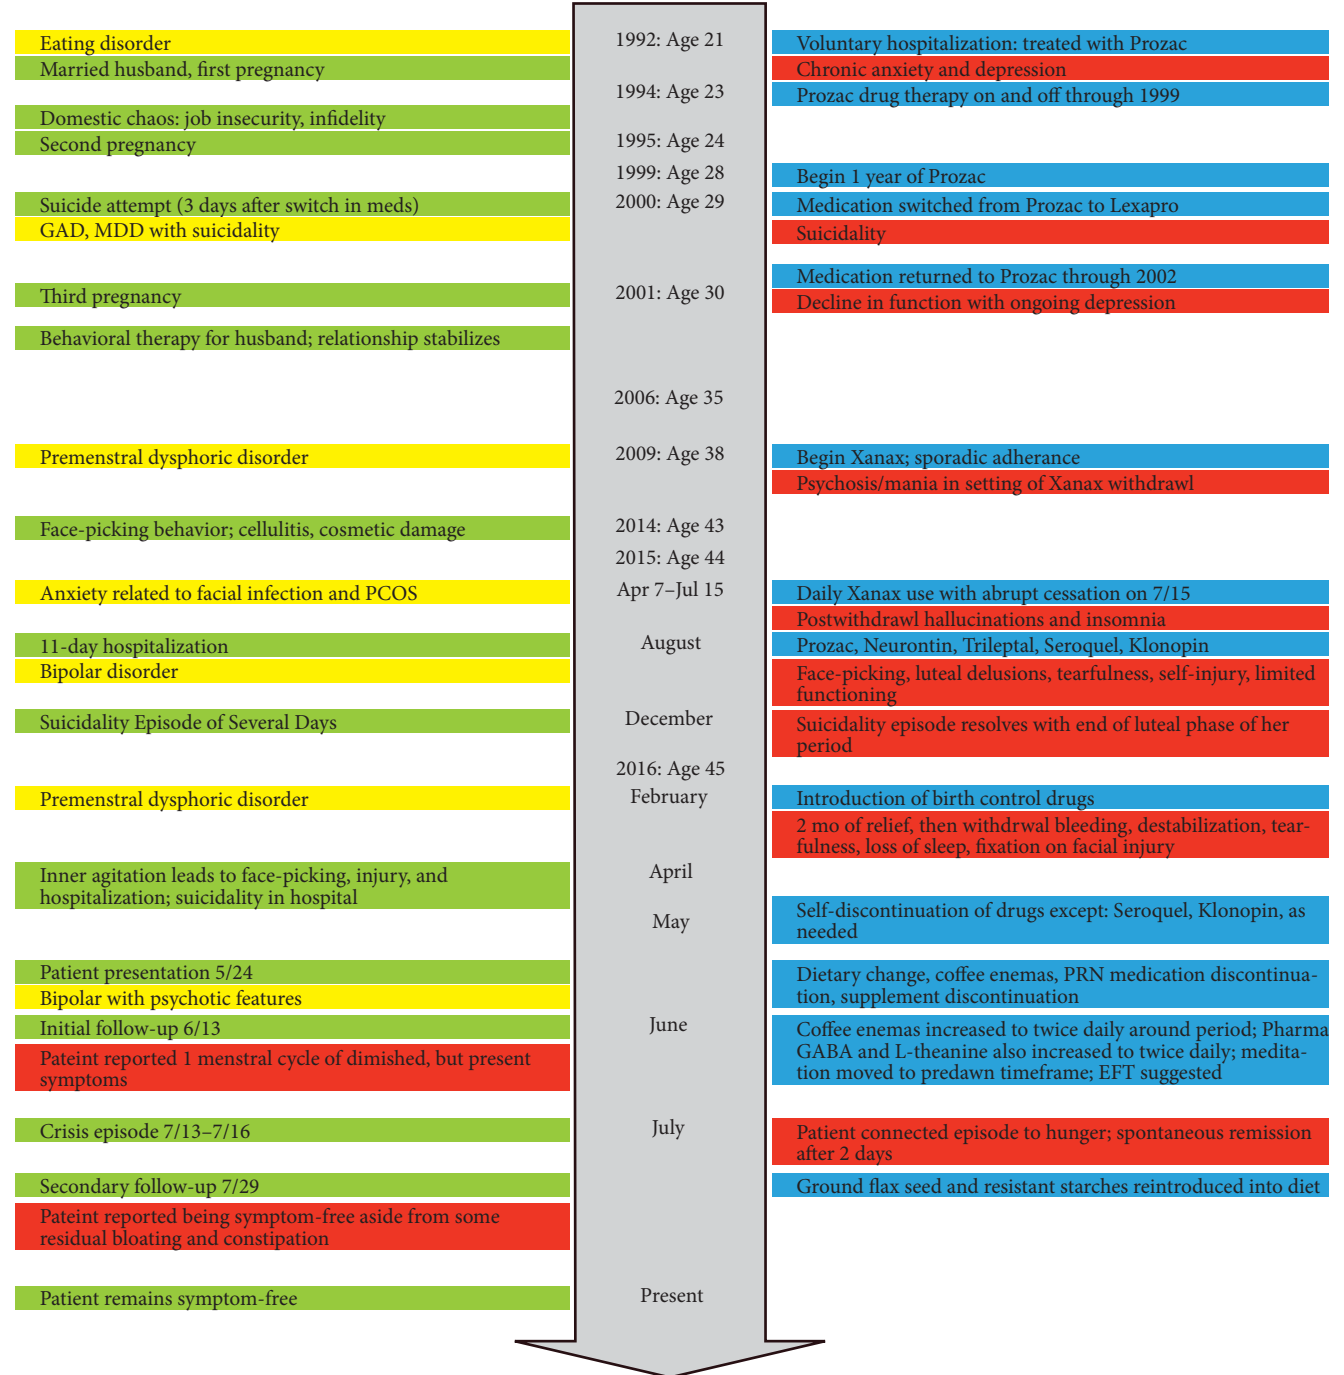 Eating disorder
1992: Age 21
Voluntary hospitalization: treated with Prozac
Married husband, first pregnancy
Chronic anxiety and depression
1994: Age 23
Prozac drug therapy on and off through 1999
Domestic chaos: job insecurity, infidelity
Second pregnancy
1995: Age 24
1999: Age 28
Begin 1 year of Prozac
Suicide attempt (3 days after switch in meds)
2000: Age 29
Medication switched from Prozac to Lexapro
GAD, MDD with suicidality
Suicidality
Medication returned to Prozac through 2002
Third pregnancy
2001: Age 30
Decline in function with ongoing depression
Behavioral therapy for husband; relationship stabilizes
2006: Age 35
Premenstral dysphoric disorder
2009: Age 38
Begin Xanax; sporadic adherance
Psychosis/mania in setting of Xanax withdrawl
Face-picking behavior; cellulitis, cosmetic damage
2014: Age 43
2015: Age 44
Anxiety related to facial infection and PCOS
Apr 7–Jul 15
Daily Xanax use with abrupt cessation on 7/15
Postwithdrawl hallucinations and insomnia
11-day hospitalization
August
Prozac, Neurontin, Trileptal, Seroquel, Klonopin
Bipolar disorder
Face-picking, luteal delusions, tearfulness, self-injury, limited
functioning
Suicidality Episode of Several Days
December
Suicidality episode resolves with end of luteal phase of her
period
2016: Age 45
Premenstral dysphoric disorder
February
Introduction of birth control drugs
2 mo of relief, then withdrwal bleeding, destabilization, tear-
fulness, loss of sleep, fixation on facial injury
Inner agitation leads to face-picking, injury, and
hospitalization; suicidality in hospital
April
May
Self-discontinuation of drugs except: Seroquel, Klonopin, as
needed
Patient presentation 5/24
Dietary change, coffee enemas, PRN medication discontinua-
tion, supplement discontinuation
Bipolar with psychotic features
Initial follow-up 6/13
June
Coffee enemas increased to twice daily around period; Pharma
GABA and L-theanine also increased to twice daily; medita-
tion moved to predawn timeframe; EFT suggested
Pateint reported 1 menstral cycle of dimished, but present
symptoms
Crisis episode 7/13–7/16
July
Patient connected episode to hunger; spontaneous remission
after 2 days
Secondary follow-up 7/29
Ground flax seed and resistant starches reintroduced into diet
Pateint reported being symptom-free aside from some
residual bloating and constipation
Patient remains symptom-free
Present